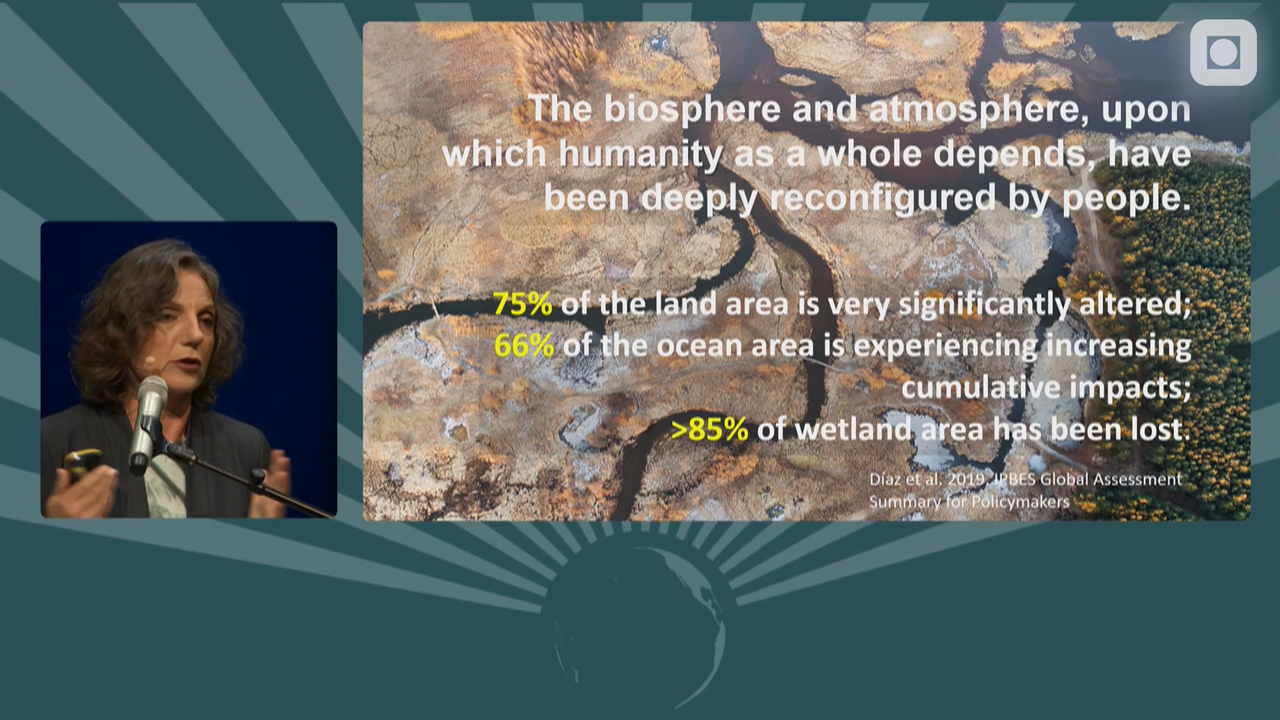 The biosphere and atmosphere, upon
which humanity as a whole depends, have
been deeply reconfigured by people.
75% of the land area is very significantly altered;
66% of the ocean area is experiencing increasing
cumulative impacts;
>85% of wetland area has been lost.
Díaz et al. 2019, IPBES Global Assessment
Summary for Policymakers